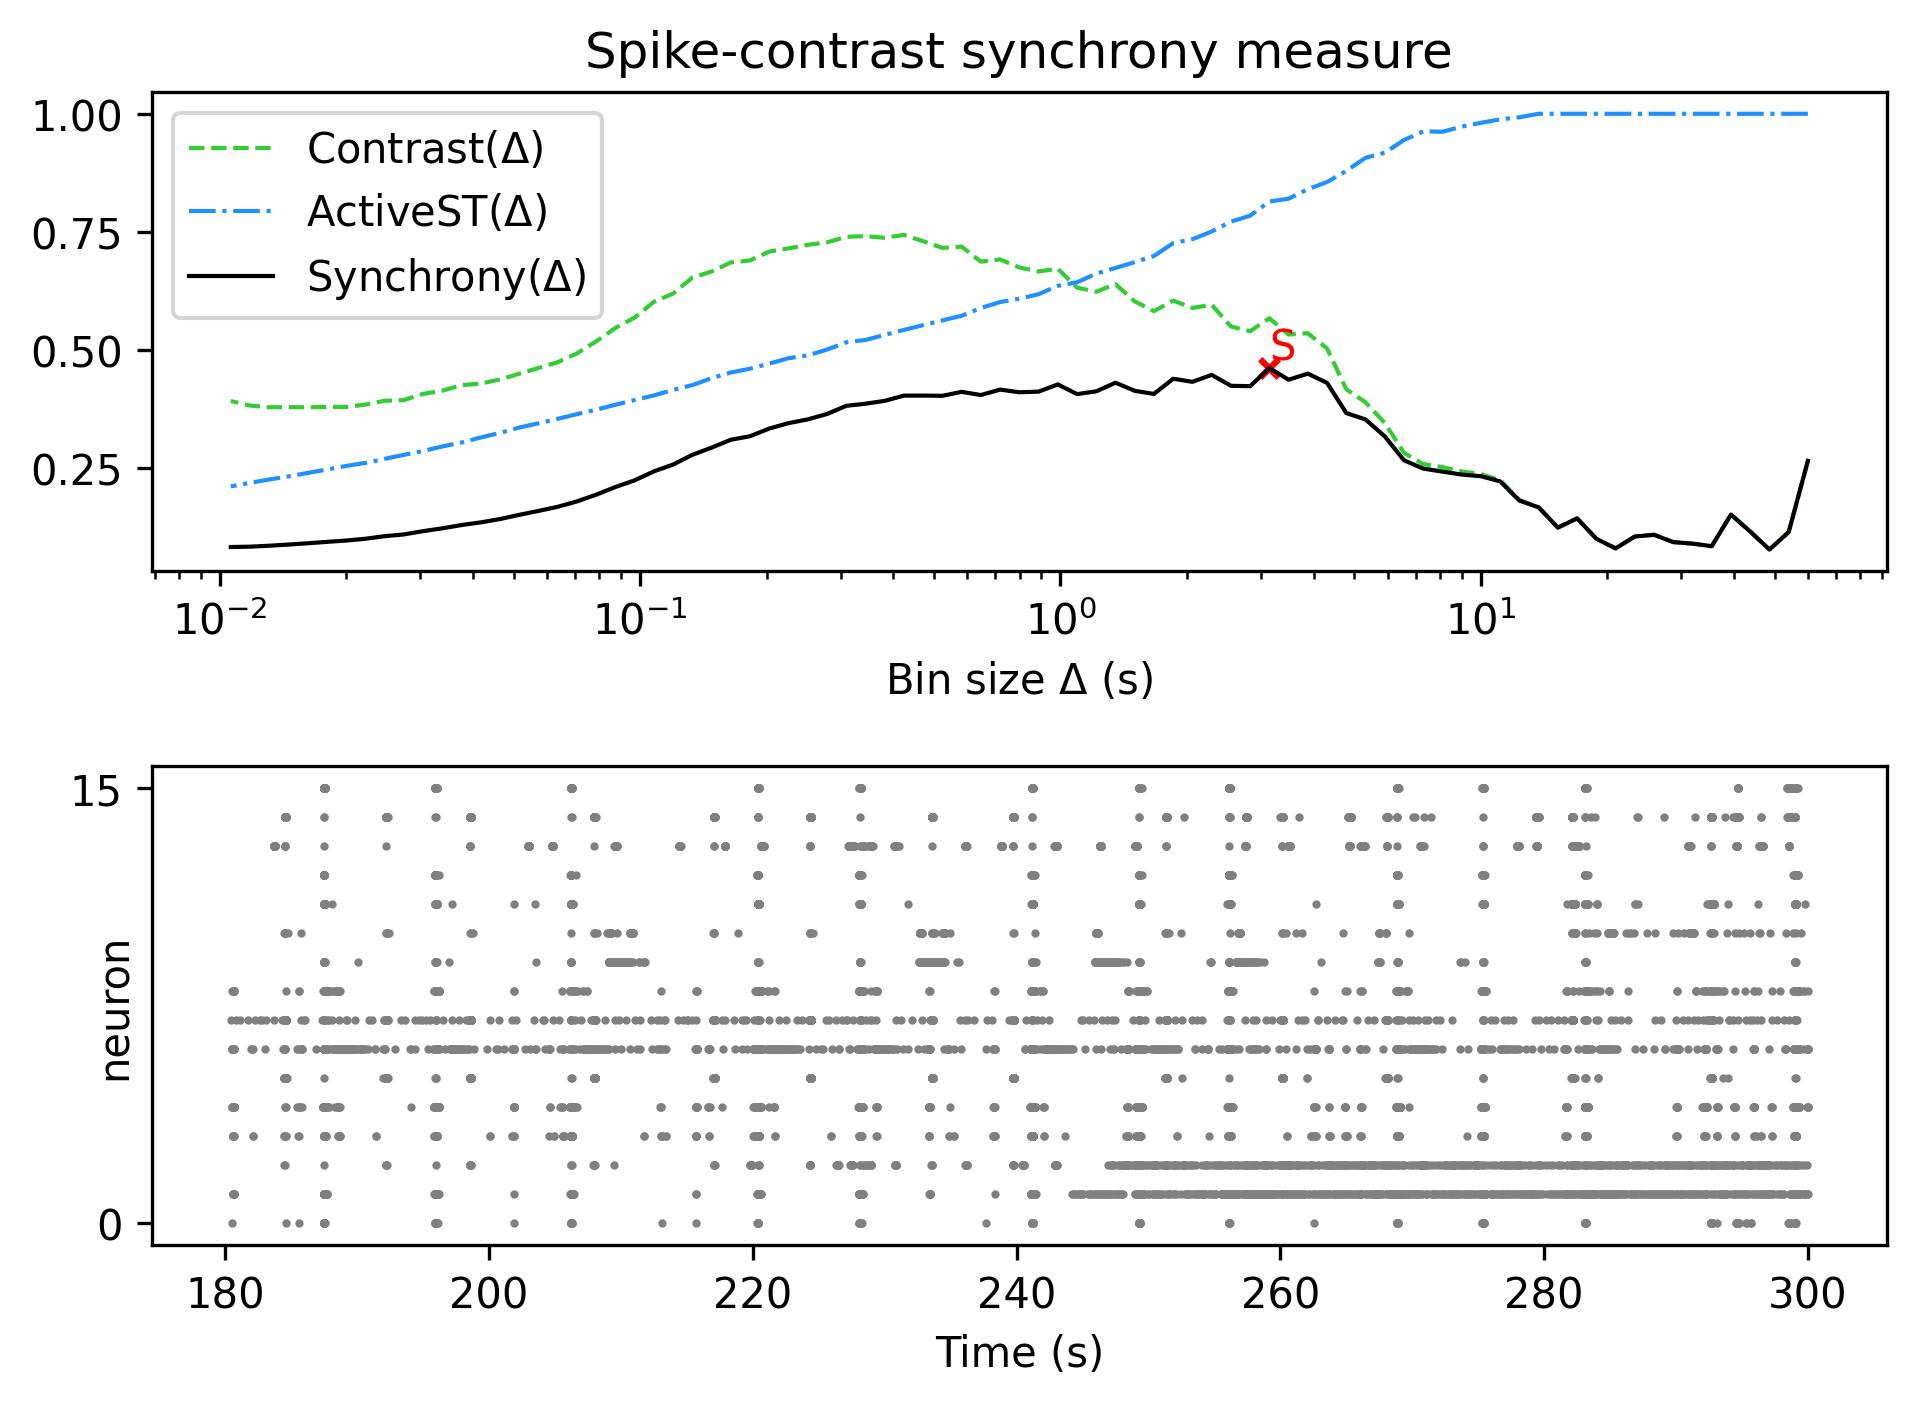 Spike-contrast synchrony measure
1.00
0.75
0.50
0.25
Contrast(Δ)
ActiveST(Δ)
Synchrony(Δ)
S
10⁻² 10⁻¹ 10⁰ 10¹
Bin size Δ (s)
15
0
neuron
180 200 220 240 260 280 300
Time (s)